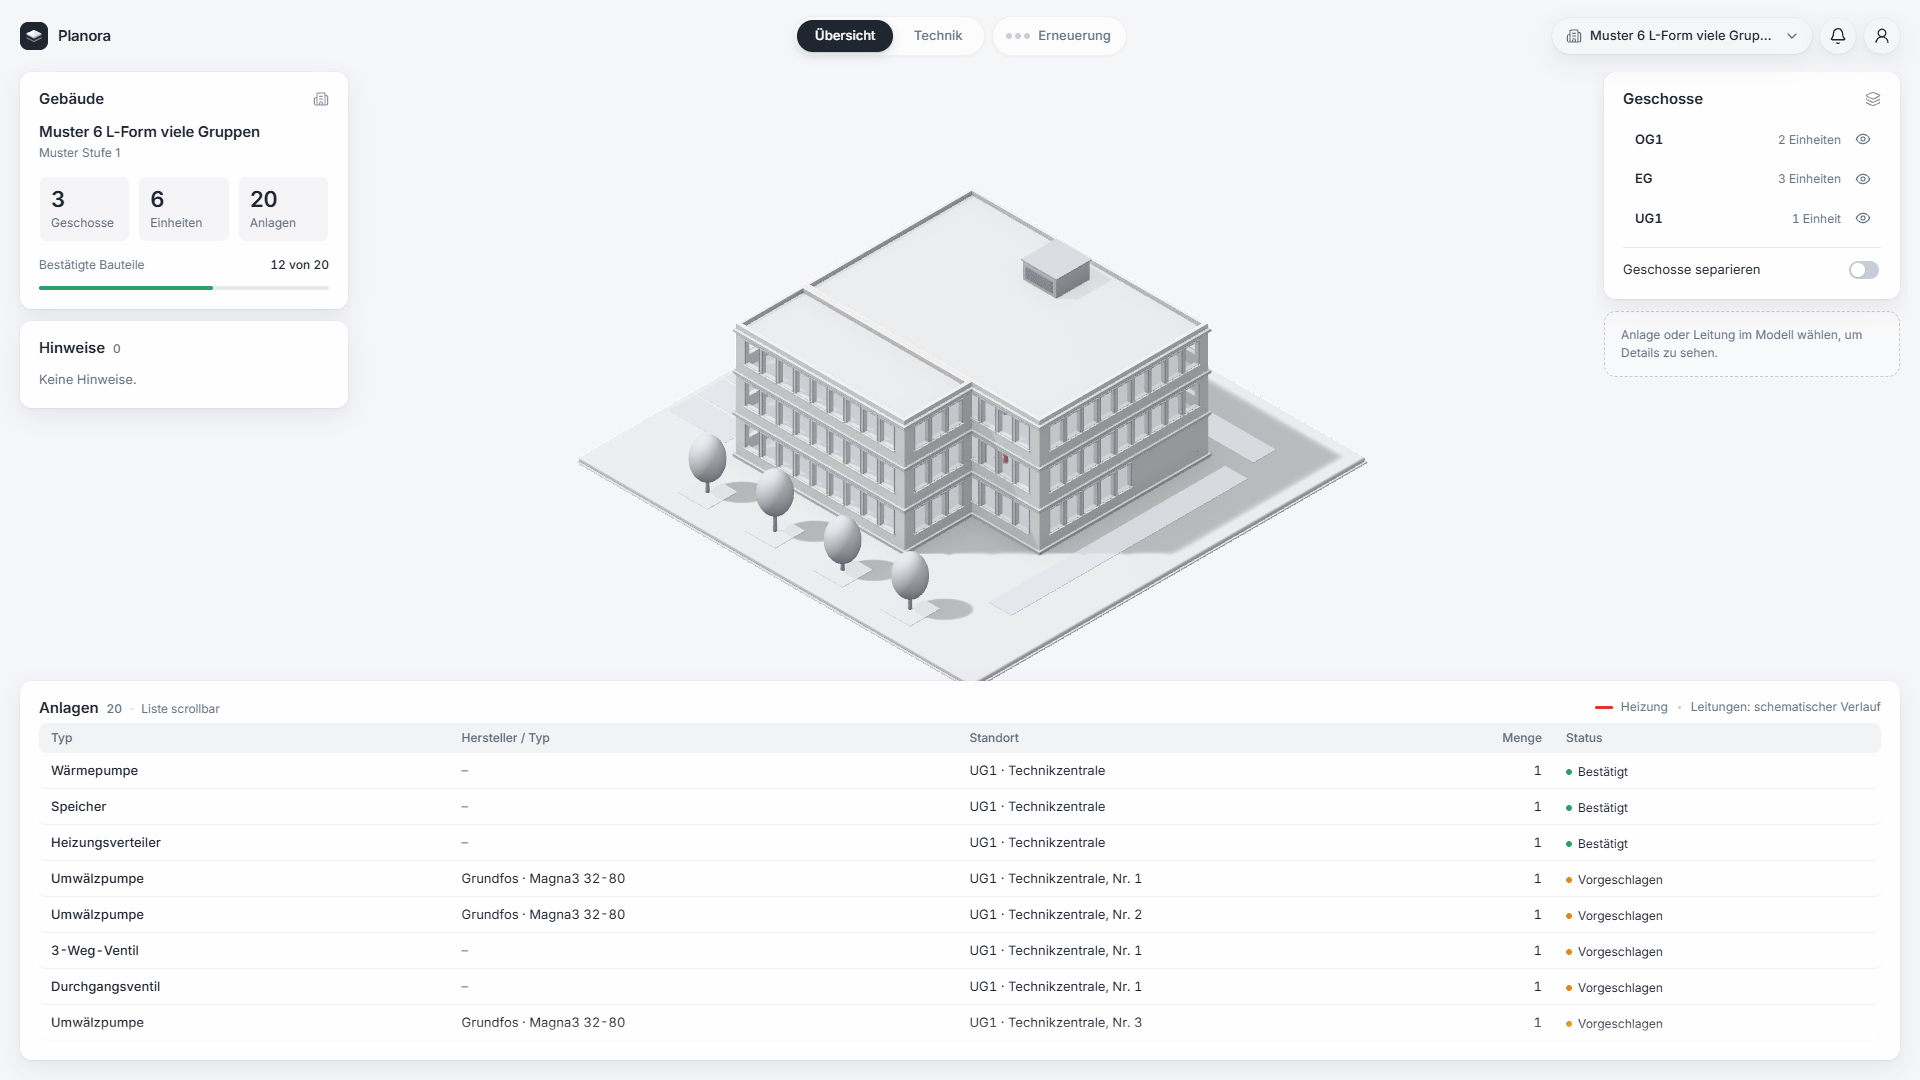 Planora
Übersicht
Technik
Erneuerung
Muster 6 L-Form viele Grup...
Gebäude
Muster 6 L-Form viele Gruppen
Muster Stufe 1
3
Geschosse
6
Einheiten
20
Anlagen
Bestätigte Bauteile 12 von 20
Hinweise 0
Keine Hinweise.
Geschosse
OG1 2 Einheiten
EG 3 Einheiten
UG1 1 Einheit
Geschosse separieren
Anlage oder Leitung im Modell wählen, um
Details zu sehen.
Anlagen 20 · Liste scrollbar
Heizung • Leitungen: schematischer Verlauf
Typ Hersteller / Typ Standort Menge Status
Wärmepumpe – UG1 · Technikzentrale 1 Bestätigt
Speicher – UG1 · Technikzentrale 1 Bestätigt
Heizungsverteiler – UG1 · Technikzentrale 1 Bestätigt
Umwälzpumpe Grundfos · Magna3 32-80 UG1 · Technikzentrale, Nr. 1 1 Vorgeschlagen
Umwälzpumpe Grundfos · Magna3 32-80 UG1 · Technikzentrale, Nr. 2 1 Vorgeschlagen
3-Weg-Ventil – UG1 · Technikzentrale, Nr. 1 1 Vorgeschlagen
Durchgangsventil – UG1 · Technikzentrale, Nr. 1 1 Vorgeschlagen
Umwälzpumpe Grundfos · Magna3 32-80 UG1 · Technikzentrale, Nr. 3 1 Vorgeschlagen